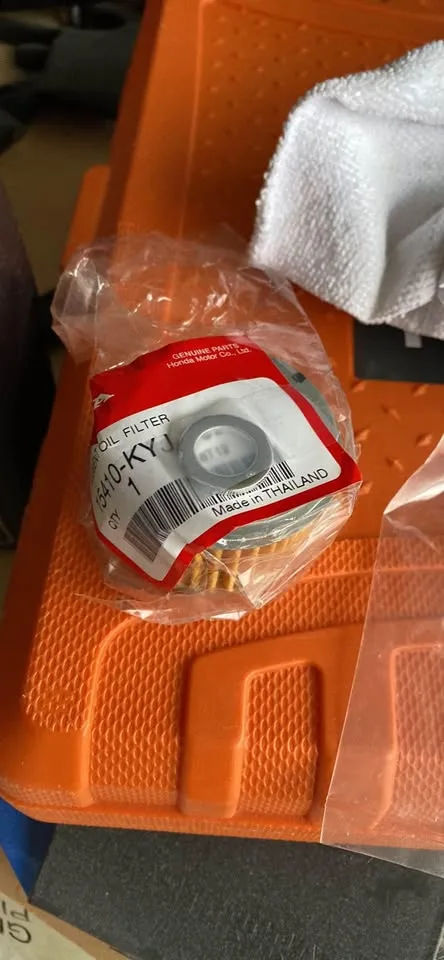 GENUINE PARTS
Honda Motor Co., Ltd.
OIL FILTER
15410-KYJ
QTY 1
Made in THAILAND